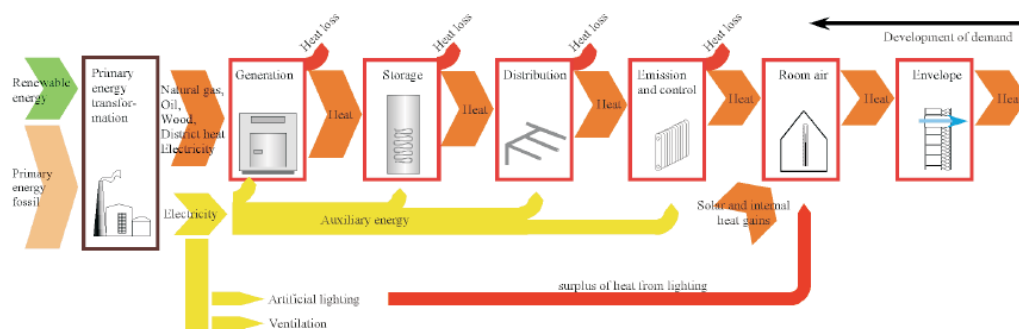 Development of demand
Heat loss
Heat loss
Heat loss
Heat loss
Renewable
energy
Primary
energy
transfor-
mation
Natural gas,
Oil,
Wood,
District heat
Electricity
Generation
Heat
Storage
Heat
Distribution
Heat
Emission
and control
Heat
Room air
Heat
Envelope
Heat
Primary
energy
fossil
Electricity
Auxiliary energy
Solar and internal
heat gains
surplus of heat from lighting
Artificial lighting
Ventilation